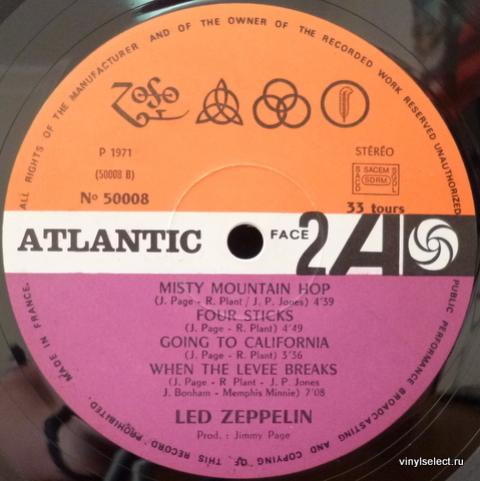 ALL RIGHTS OF THE MANUFACTURER AND OF THE OWNER OF THE RECORDED WORK RESERVED UNAUTHORIZED
PUBLIC PERFORMANCE BROADCASTING AND COPYING OF THIS RECORD PROHIBITED.
MADE IN FRANCE.
ZoSo
P 1971
STÉRÉO
(50008 B)
SACEM
SDRM
SACD
SGDL
No 50008
33 tours
ATLANTIC
FACE 2
A
MISTY MOUNTAIN HOP
(J. Page - R. Plant / J. P. Jones) 4'39
FOUR STICKS
(J. Page - R. Plant) 4'49
GOING TO CALIFORNIA
(J. Page - R. Plant) 3'36
WHEN THE LEVEE BREAKS
(J. Page - R Plant - J. P. Jones
J. Bonham - Memphis Minnie) 7'08
LED ZEPPELIN
Prod. : Jimmy Page
vinylselect.ru